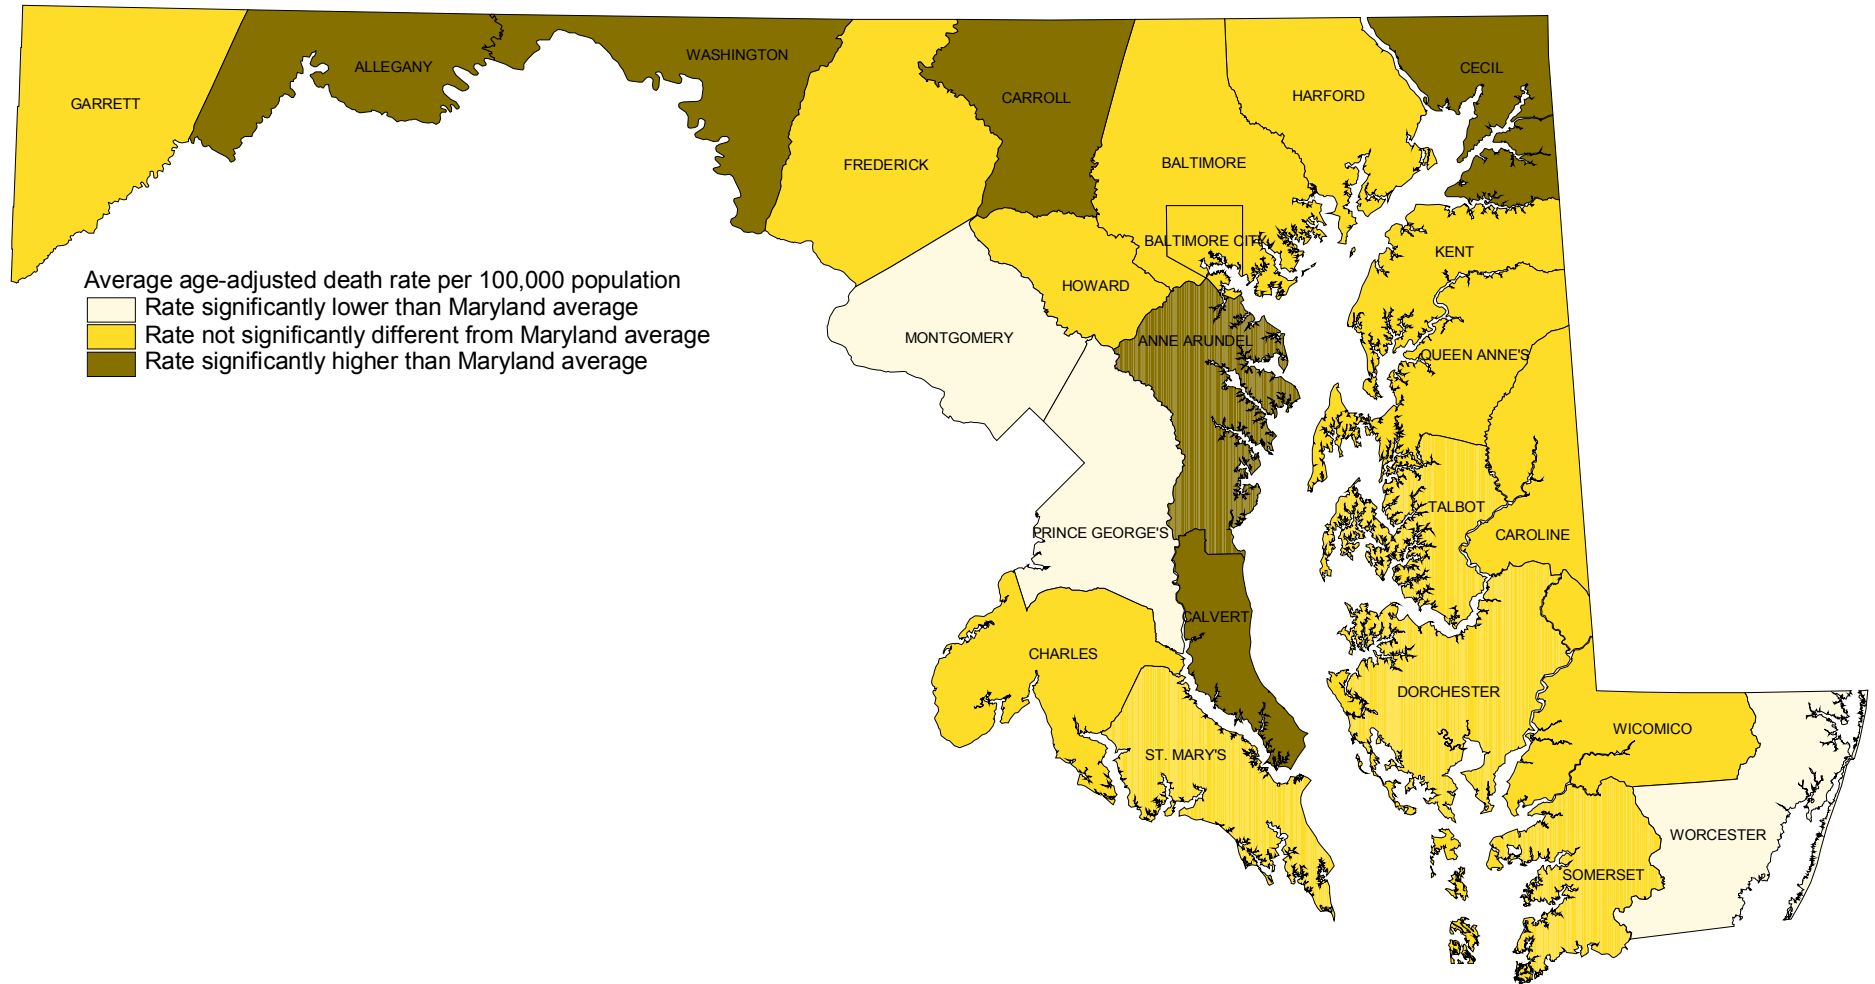 CECIL
WASHINGTON
ALLEGANY
HARFORD
CARROLL
GARRETT
BALTIMORE
FREDERICK
BALTIMORE CITY
KENT
Average age-adjusted death rate per 100,000 population
HOWARD
Rate significantly lower than Maryland average
Rate not significantly different from Maryland average
MONTGOMERY
ANNE ARUNDEL
QUEEN ANNE'S
Rate significantly higher than Maryland average
TALBOT
PRINCE GEORGE'S
CAROLINE
CALVERT
CHARLES
DORCHESTER
WICOMICO
ST. MARY'S
WORCESTER
SOMERSET